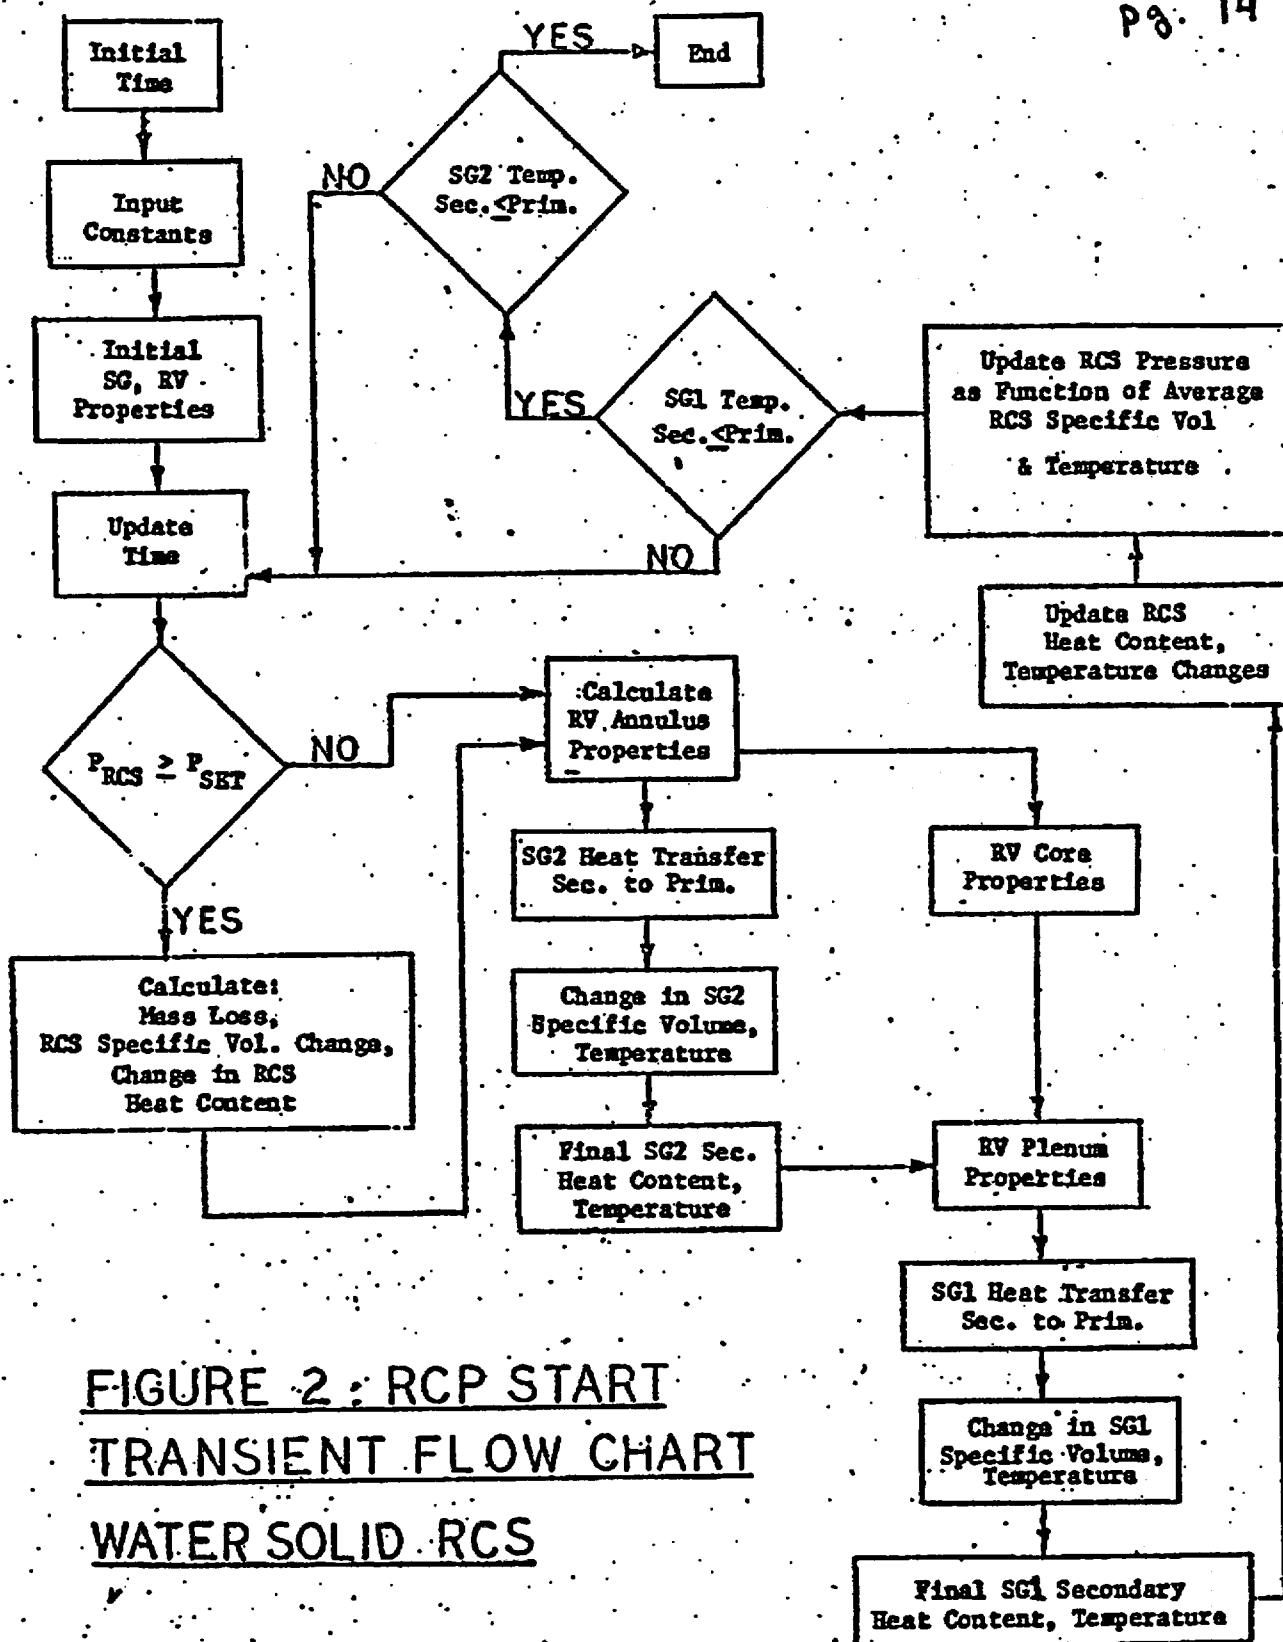 pg. 14
Initial
Time
YES
End
NO
SG2 Temp.
Sec.≤Prim.
Input
Constants
Initial
SG, RV
Properties
YES
SG1 Temp.
Sec.≤Prim.
Update RCS Pressure
as Function of Average
RCS Specific Vol
& Temperature
Update
Time
NO
Update RCS
Heat Content,
Temperature Changes
P_RCS ≥ P_SET
NO
Calculate
RV Annulus
Properties
SG2 Heat Transfer
Sec. to Prim.
RV Core
Properties
YES
Calculate:
Mass Loss,
RCS Specific Vol. Change,
Change in RCS
Heat Content
Change in SG2
Specific Volume,
Temperature
Final SG2 Sec.
Heat Content,
Temperature
RV Plenum
Properties
SG1 Heat Transfer
Sec. to Prim.
Change in SG1
Specific Volume,
Temperature
Final SG1 Secondary
Heat Content, Temperature
FIGURE 2: RCP START
TRANSIENT FLOW CHART
WATER SOLID RCS